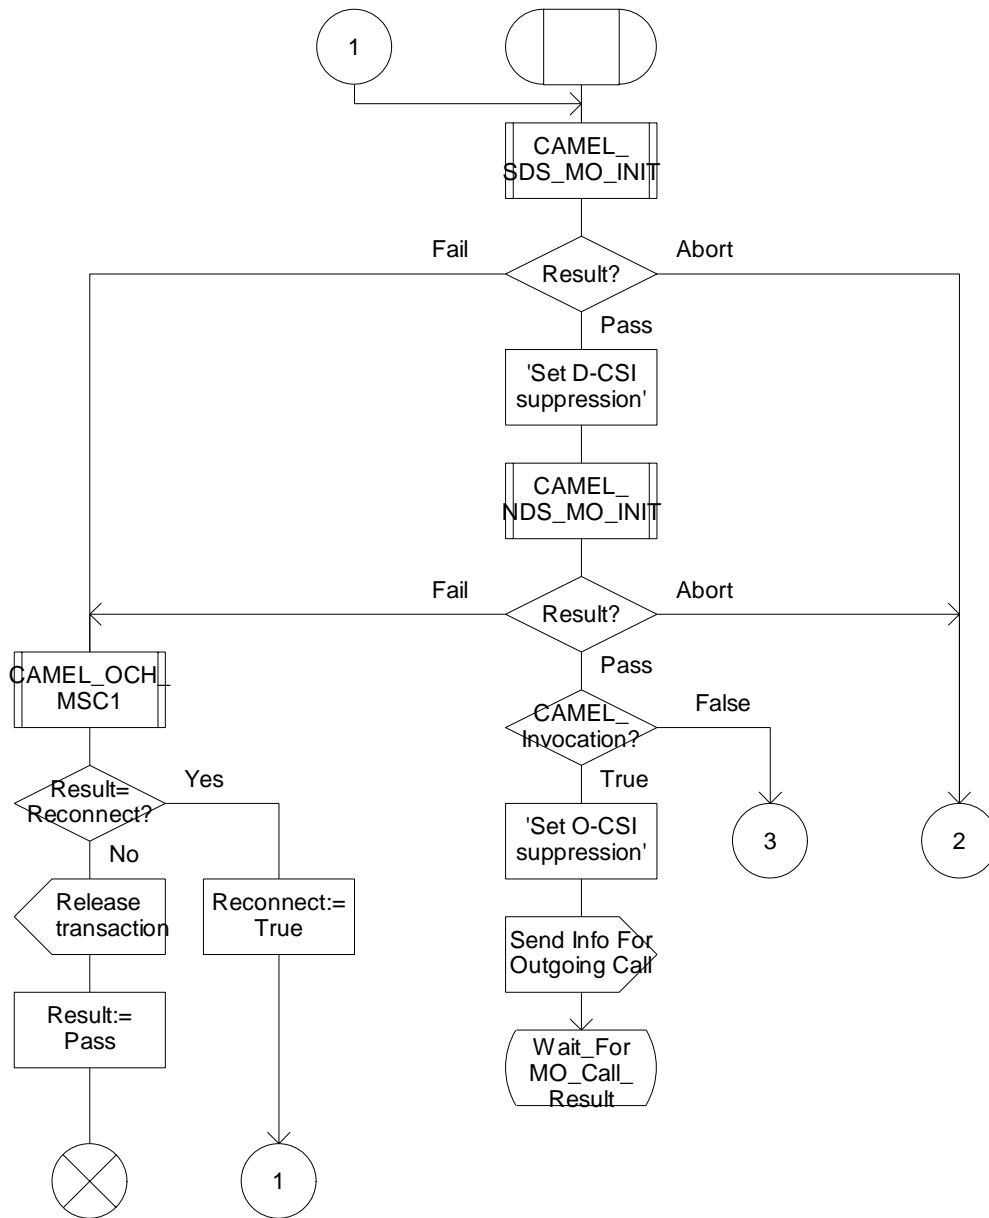 1
CAMEL_
SDS_MO_INIT
Fail
Abort
Result?
Pass
'Set D-CSI
suppression'
CAMEL_
NDS_MO_INIT
Fail
Abort
Result?
Pass
CAMEL_OCH_
MSC1
CAMEL_
Invocation?
False
True
Result=
Reconnect?
Yes
No
'Set O-CSI
suppression'
3
2
Release
transaction
Reconnect:=
True
Send Info For
Outgoing Call
Result:=
Pass
Wait_For
MO_Call_
Result
1